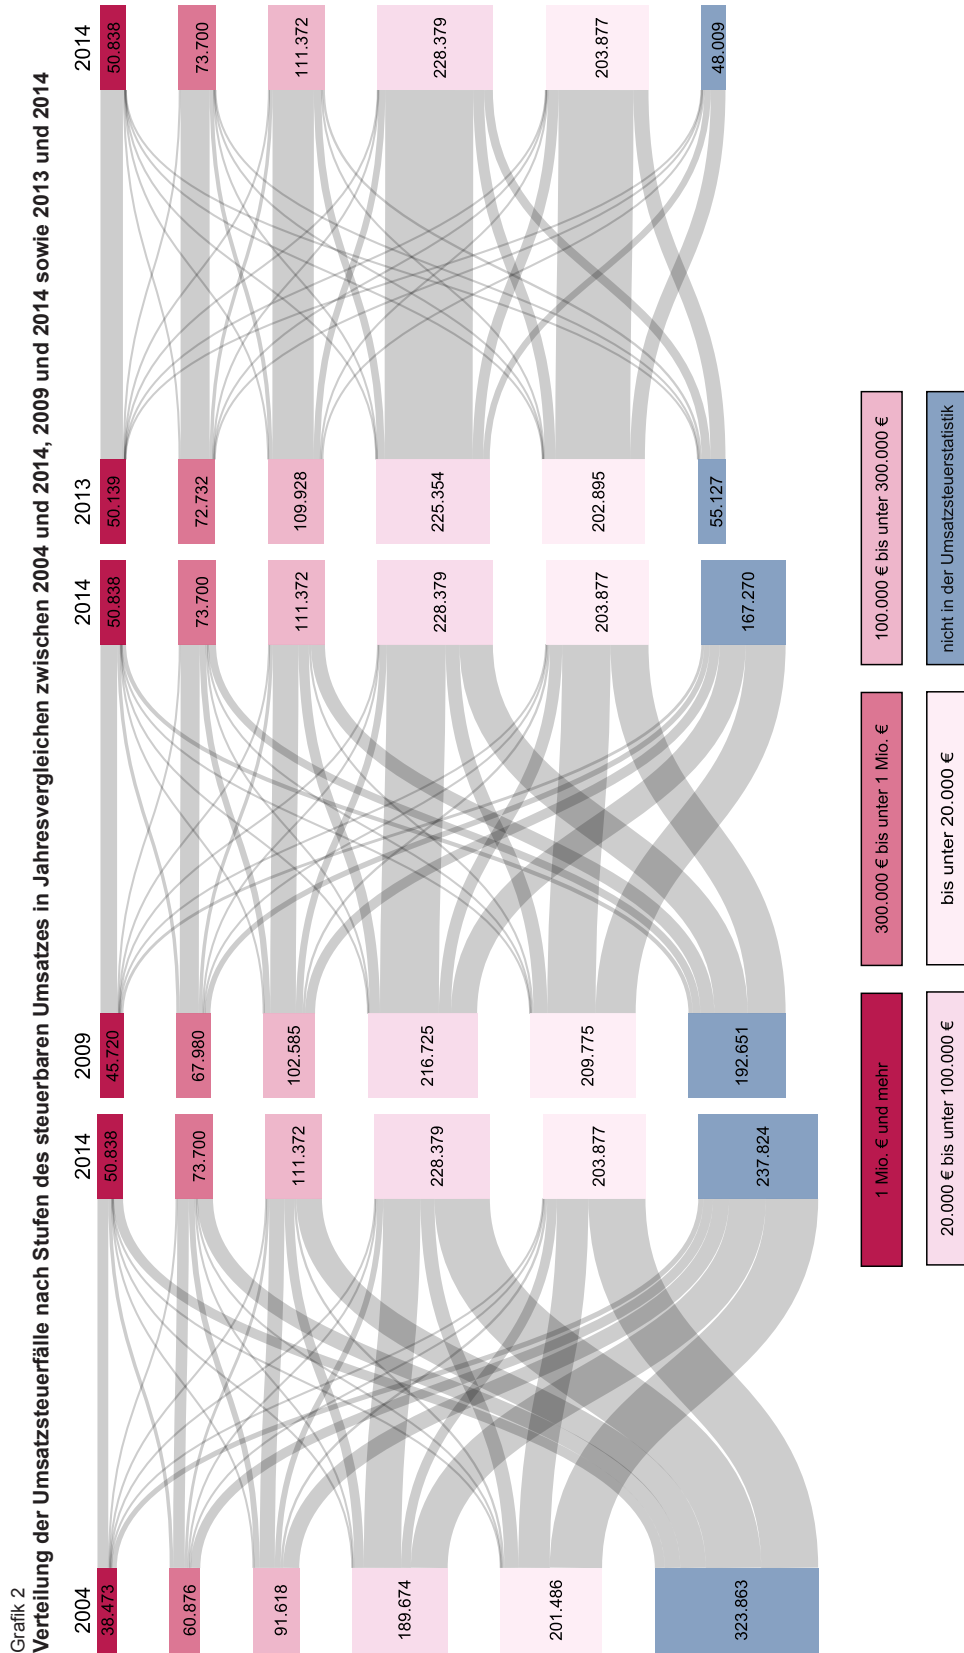 Grafik 2
Verteilung der Umsatzsteuerfälle nach Stufen des steuerbaren Umsatzes in Jahresvergleichen zwischen 2004 und 2014, 2009 und 2014 sowie 2013 und 2014
2004 2014 2009 2014 2013 2014
38.473 50.838 45.720 50.838 50.139 50.838
60.876 73.700 67.980 73.700 72.732 73.700
91.618 111.372 102.585 111.372 109.928 111.372
189.674 228.379 216.725 228.379 225.354 228.379
201.486 203.877 209.775 203.877 202.895 203.877
323.863 237.824 192.651 167.270 55.127 48.009
1 Mio. € und mehr 300.000 € bis unter 1 Mio. € 100.000 € bis unter 300.000 €
20.000 € bis unter 100.000 € bis unter 20.000 € nicht in der Umsatzsteuerstatistik